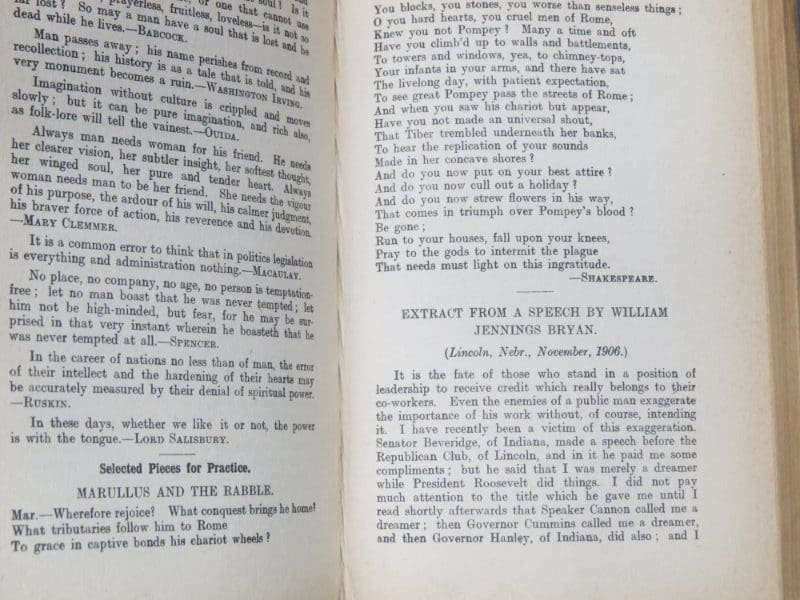 prayerless, fruitless, loveless—is it not so
far lost? So may a man have a soul that is lost and be
dead while he lives.—BABCOCK.
Man passes away; his name perishes from record and
recollection; his history is as a tale that is told, and his
very monument becomes a ruin.—WASHINGTON IRVING.
Imagination without culture is crippled and moves
slowly; but it can be pure imagination, and rich also,
as folk-lore will tell the vainest.—OUIDA.
Always man needs woman for his friend. He needs
her clearer vision, her subtler insight, her softest thought,
her winged soul, her pure and tender heart. Always
woman needs man to be her friend. She needs the vigour
of his purpose, the ardour of his will, his calmer judgment,
his braver force of action, his reverence and his devotion.
—MARY CLEMMER.
It is a common error to think that in politics legislation
is everything and administration nothing.—MACAULAY.
No place, no company, no age, no person is temptation-
free; let no man boast that he was never tempted; let
him not be high-minded, but fear, for he may be sur-
prised in that very instant wherein he boasteth that he
was never tempted at all.—SPENCER.
In the career of nations no less than of man, the error
of their intellect and the hardening of their hearts may
be accurately measured by their denial of spiritual power.
—RUSKIN.
In these days, whether we like it or not, the power
is with the tongue.—LORD SALISBURY.
Selected Pieces for Practice.
MARULLUS AND THE RABBLE.
Mar.—Wherefore rejoice? What conquest brings he home?
What tributaries follow him to Rome
To grace in captive bonds his chariot wheels?
You blocks, you stones, you worse than senseless things;
O you hard hearts, you cruel men of Rome,
Knew you not Pompey? Many a time and oft
Have you climb'd up to walls and battlements,
To towers and windows, yea, to chimney-tops,
Your infants in your arms, and there have sat
The livelong day, with patient expectation,
To see great Pompey pass the streets of Rome;
And when you saw his chariot but appear,
Have you not made an universal shout,
That Tiber trembled underneath her banks,
To hear the replication of your sounds
Made in her concave shores?
And do you now put on your best attire?
And do you now cull out a holiday?
And do you now strew flowers in his way,
That comes in triumph over Pompey's blood?
Be gone;
Run to your houses, fall upon your knees,
Pray to the gods to intermit the plague
That needs must light on this ingratitude.
—SHAKESPEARE.
EXTRACT FROM A SPEECH BY WILLIAM
JENNINGS BRYAN.
(Lincoln, Nebr., November, 1906.)
It is the fate of those who stand in a position of
leadership to receive credit which really belongs to their
co-workers. Even the enemies of a public man exaggerate
the importance of his work without, of course, intending
it. I have recently been a victim of this exaggeration.
Senator Beveridge, of Indiana, made a speech before the
Republican Club, of Lincoln, and in it he paid me some
compliments; but he said that I was merely a dreamer
while President Roosevelt did things. I did not pay
much attention to the title which he gave me until I
read shortly afterwards that Speaker Cannon called me a
dreamer; then Governor Cummins called me a dreamer,
and then Governor Hanley, of Indiana, did also; and I